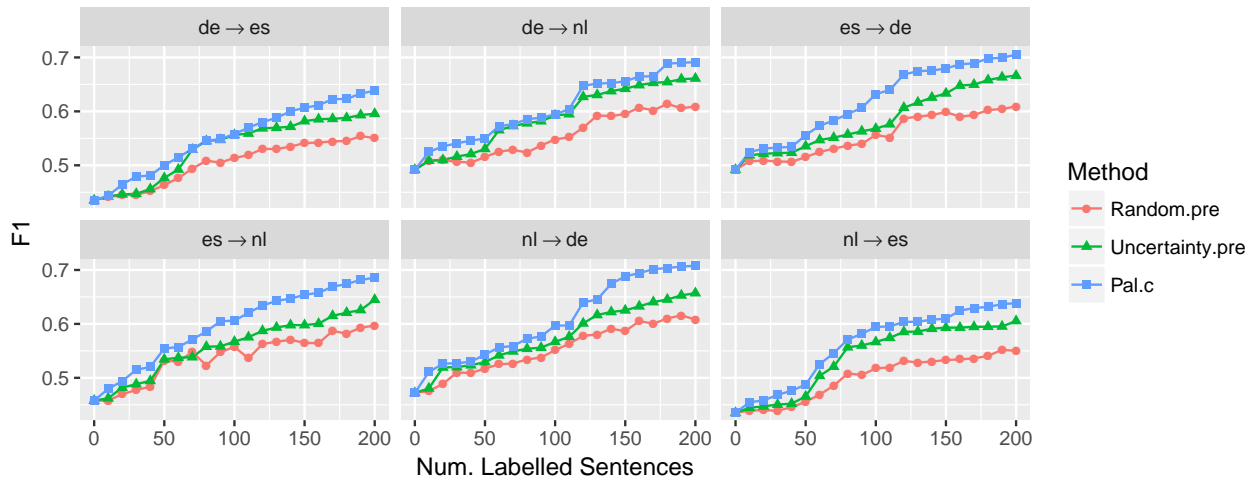 de → es
de → nl
es → de
0.7
0.6
0.5
es → nl
nl → de
nl → es
0.7
0.6
0.5
0 50 100 150 200
0 50 100 150 200
0 50 100 150 200
F1
Num. Labelled Sentences
Method
Random.pre
Uncertainty.pre
Pal.c